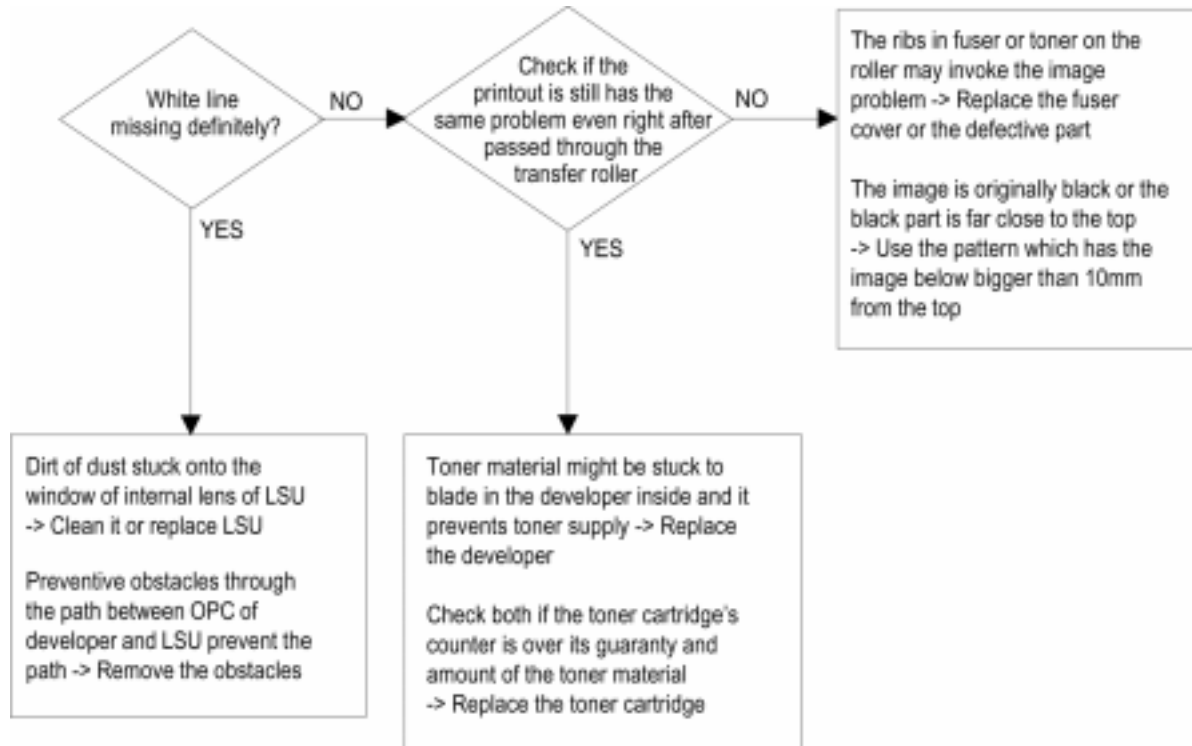 White line
missing definitely?
NO
YES
Check if the
printout is still has the
same problem even right after
passed through the
transfer roller
NO
YES
The ribs in fuser or toner on the
roller may invoke the image
problem -> Replace the fuser
cover or the defective part
The image is originally black or the
black part is far close to the top
-> Use the pattern which has the
image below bigger than 10mm
from the top
Dirt of dust stuck onto the
window of internal lens of LSU
-> Clean it or replace LSU
Preventive obstacles through
the path between OPC of
developer and LSU prevent the
path -> Remove the obstacles
Toner material might be stuck to
blade in the developer inside and it
prevents toner supply -> Replace
the developer
Check both if the toner cartridge's
counter is over its guaranty and
amount of the toner material
-> Replace the toner cartridge